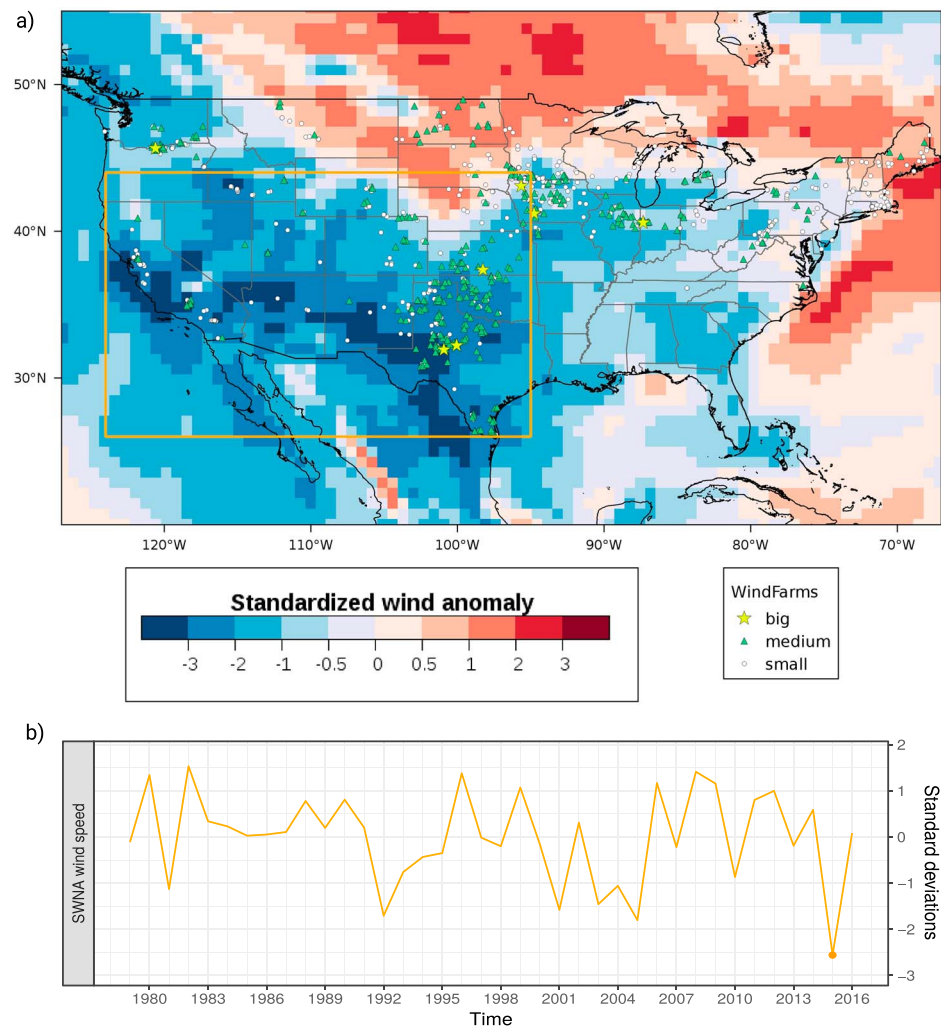 a)
50°N
40°N
30°N
120°W 110°W 100°W 90°W 80°W 70°W
Standardized wind anomaly
-3 -2 -1 -0.5 0 0.5 1 2 3
WindFarms
big
medium
small
b)
SWNA wind speed
2
1
0
−1
−2
−3
Standard deviations
1980 1983 1986 1989 1992 1995 1998 2001 2004 2007 2010 2013 2016
Time